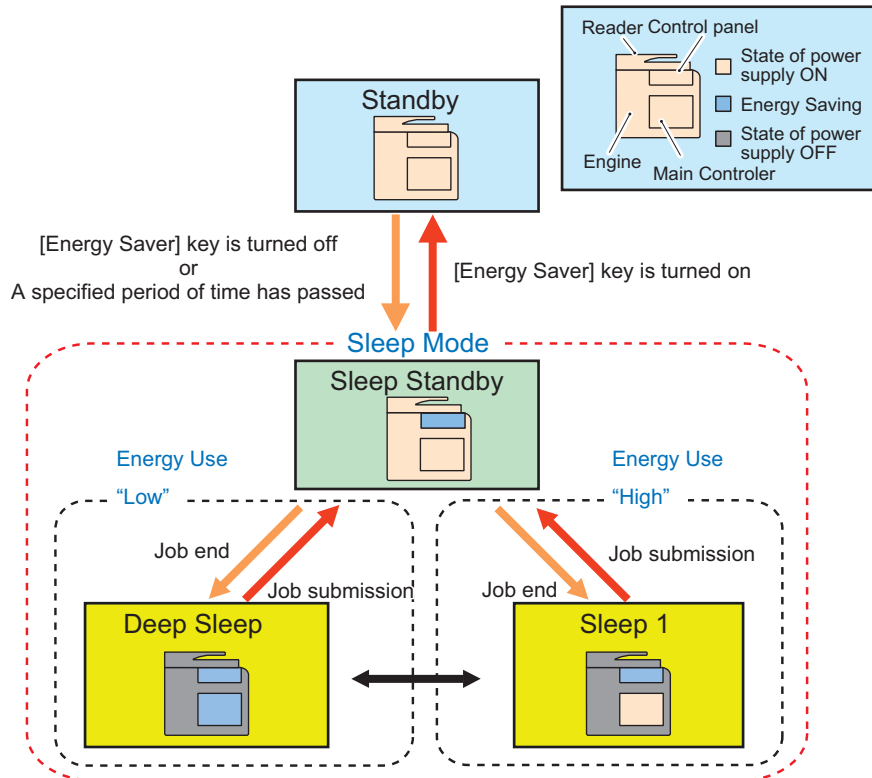 Reader Control panel
State of power
supply ON
Energy Saving
State of power
supply OFF
Engine
Main Controler
Standby
[Energy Saver] key is turned off
or
A specified period of time has passed
[Energy Saver] key is turned on
Sleep Mode
Sleep Standby
Energy Use
“Low”
Energy Use
“High”
Job end
Job submission
Job submission
Job end
Deep Sleep
Sleep 1